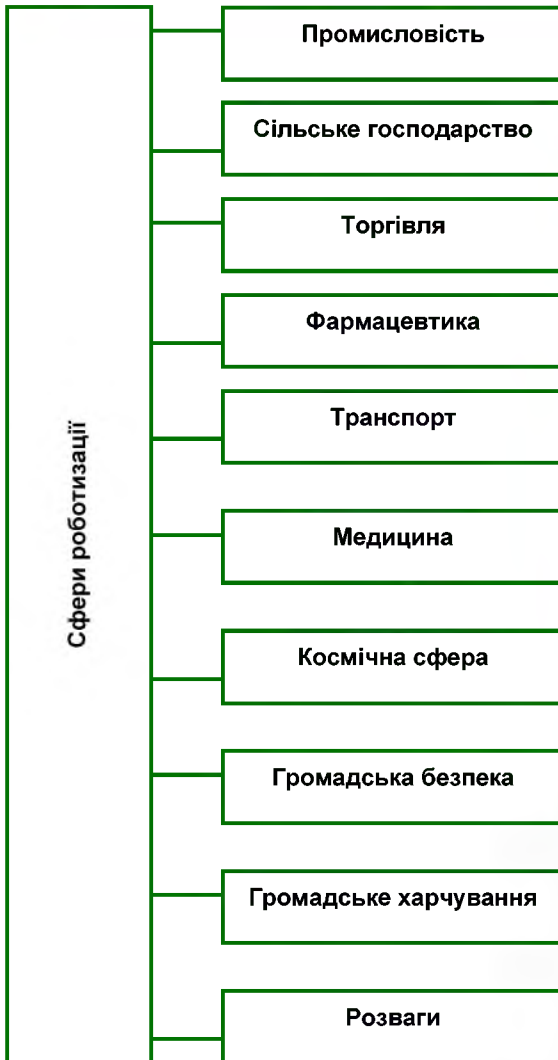 Сфери роботизації
Промисловість
Сільське господарство
Торгівля
Фармацевтика
Транспорт
Медицина
Космічна сфера
Громадська безпека
Громадське харчування
Розваги